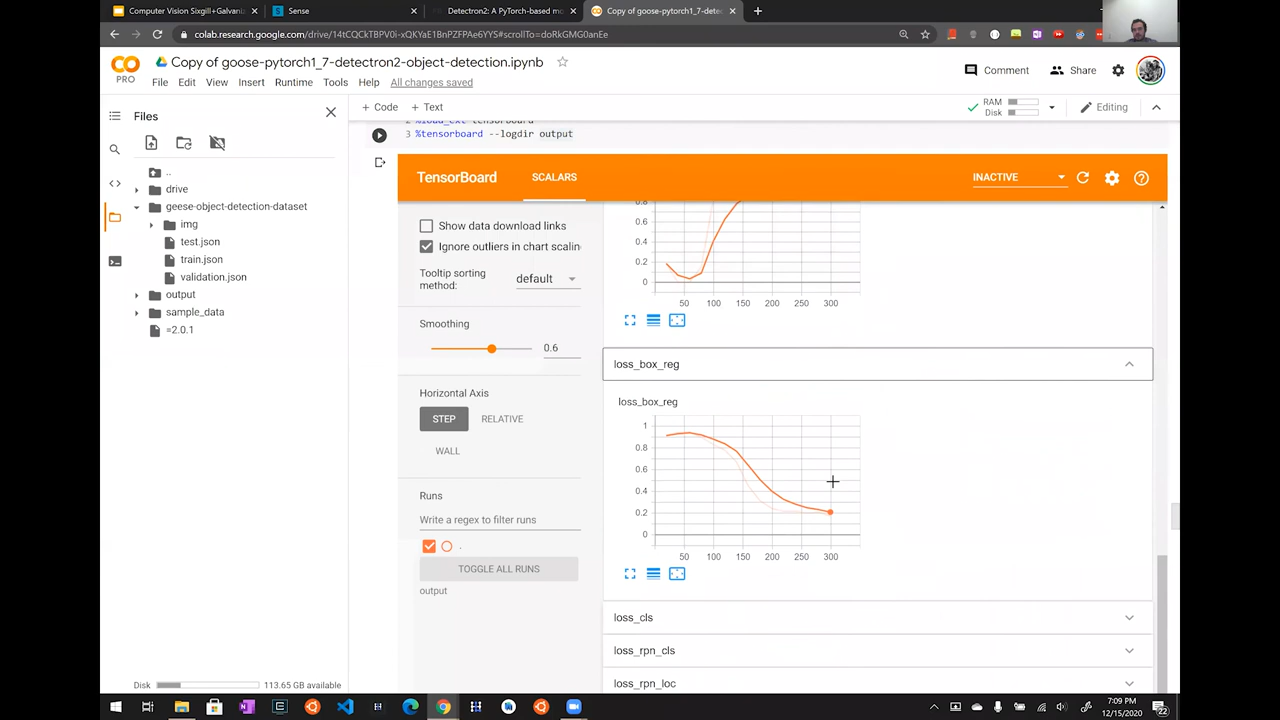 Computer Vision Sixgill+Galvani
Sense
Detectron2: A PyTorch-based mo
Copy of goose-pytorch1_7-detec
colab.research.google.com/drive/14tCQCkTBPV0i-xQKYaE1BnPZFPAe6YYS#scrollTo=doRkGMG0anEe
CO
PRO
Copy of goose-pytorch1_7-detectron2-object-detection.ipynb
File Edit View Insert Runtime Tools Help All changes saved
Comment
Share
Files
+ Code + Text
RAM
Disk
Editing
2 %load_ext tensorboard
3 %tensorboard --logdir output
..
drive
geese-object-detection-dataset
img
test.json
train.json
validation.json
output
sample_data
=2.0.1
TensorBoard
SCALARS
INACTIVE
Show data download links
Ignore outliers in chart scalin
Tooltip sorting
method:
default
Smoothing
0.6
Horizontal Axis
STEP
RELATIVE
WALL
Runs
Write a regex to filter runs
.
TOGGLE ALL RUNS
output
0.8
0.6
0.4
0.2
0
50 100 150 200 250 300
loss_box_reg
loss_box_reg
1
0.8
0.6
0.4
0.2
0
50 100 150 200 250 300
loss_cls
loss_rpn_cls
loss_rpn_loc
Disk
113.65 GB available
7:09 PM
12/15/2020
22